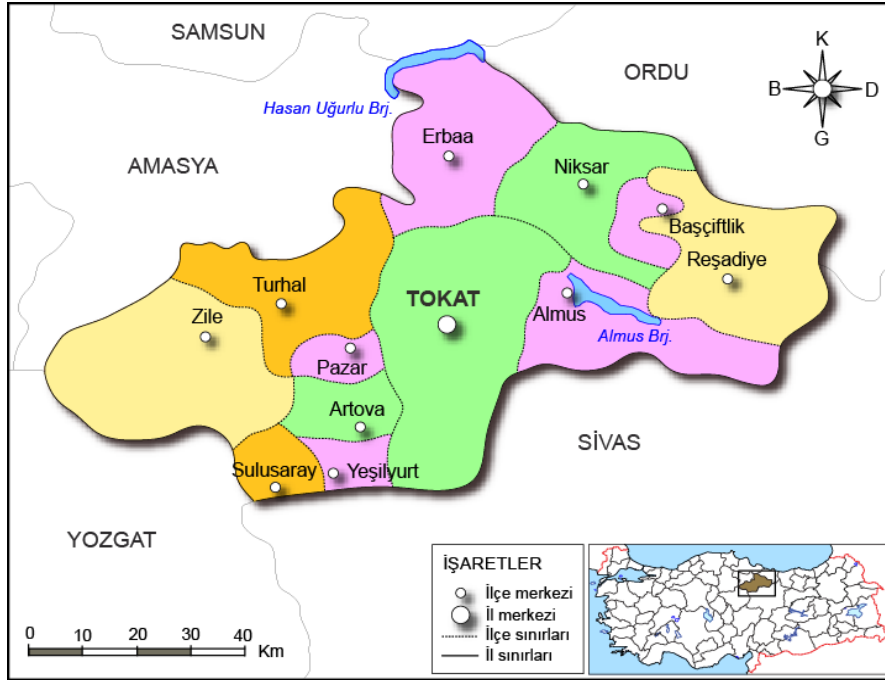 SAMSUN
K
ORDU
B
D
Hasan Uğurlu Brj.
G
Erbaa
AMASYA
Niksar
Başçiftlik
Reşadiye
Turhal
TOKAT
Almus
Zile
Almus Brj.
Pazar
Artova
SİVAS
Sulusaray
Yeşilyurt
YOZGAT
İŞARETLER
İlçe merkezi
İl merkezi
İlçe sınırları
İl sınırları
0 10 20 30 40
Km